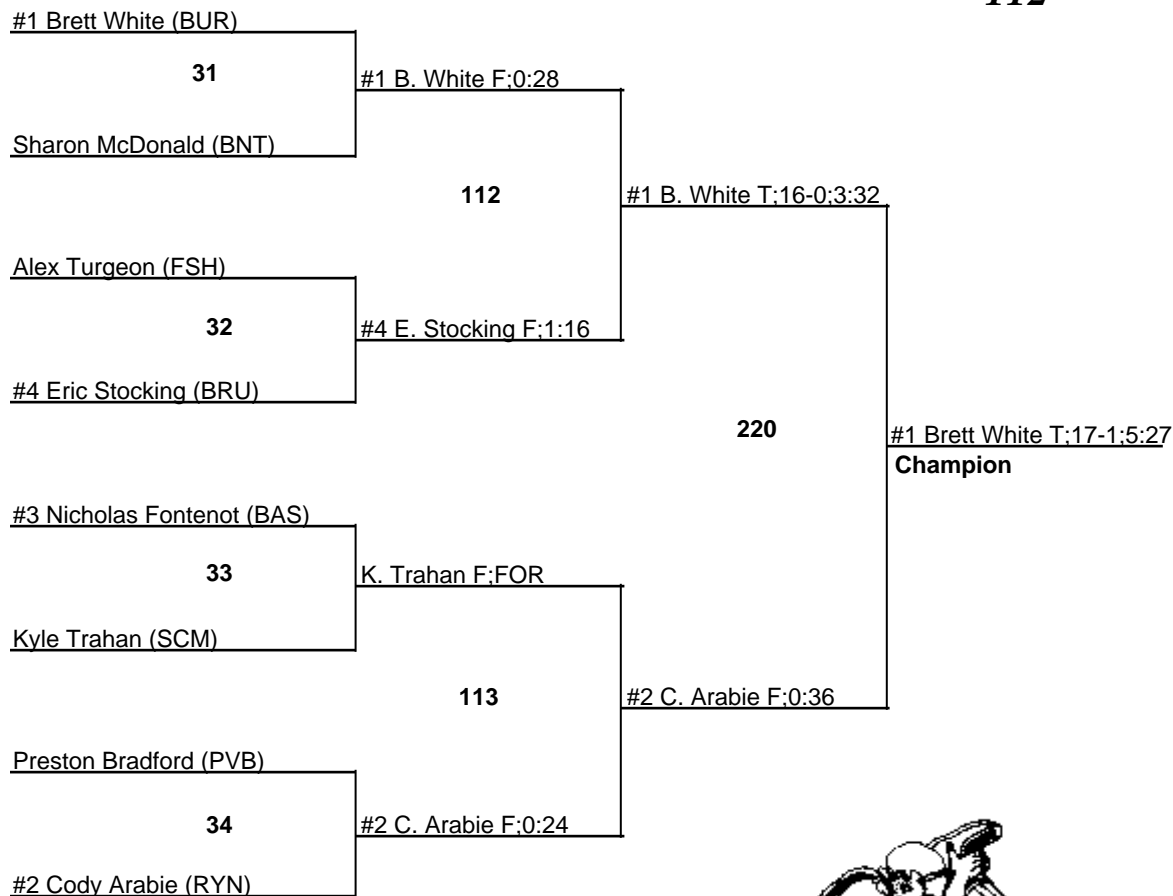 112
#1 Brett White (BUR)
31
#1 B. White F;0:28
Sharon McDonald (BNT)
112
#1 B. White T;16-0;3:32
Alex Turgeon (FSH)
32
#4 E. Stocking F;1:16
#4 Eric Stocking (BRU)
220
#1 Brett White T;17-1;5:27
Champion
#3 Nicholas Fontenot (BAS)
33
K. Trahan F;FOR
Kyle Trahan (SCM)
113
#2 C. Arabie F;0:36
Preston Bradford (PVB)
34
#2 C. Arabie F;0:24
#2 Cody Arabie (RYN)